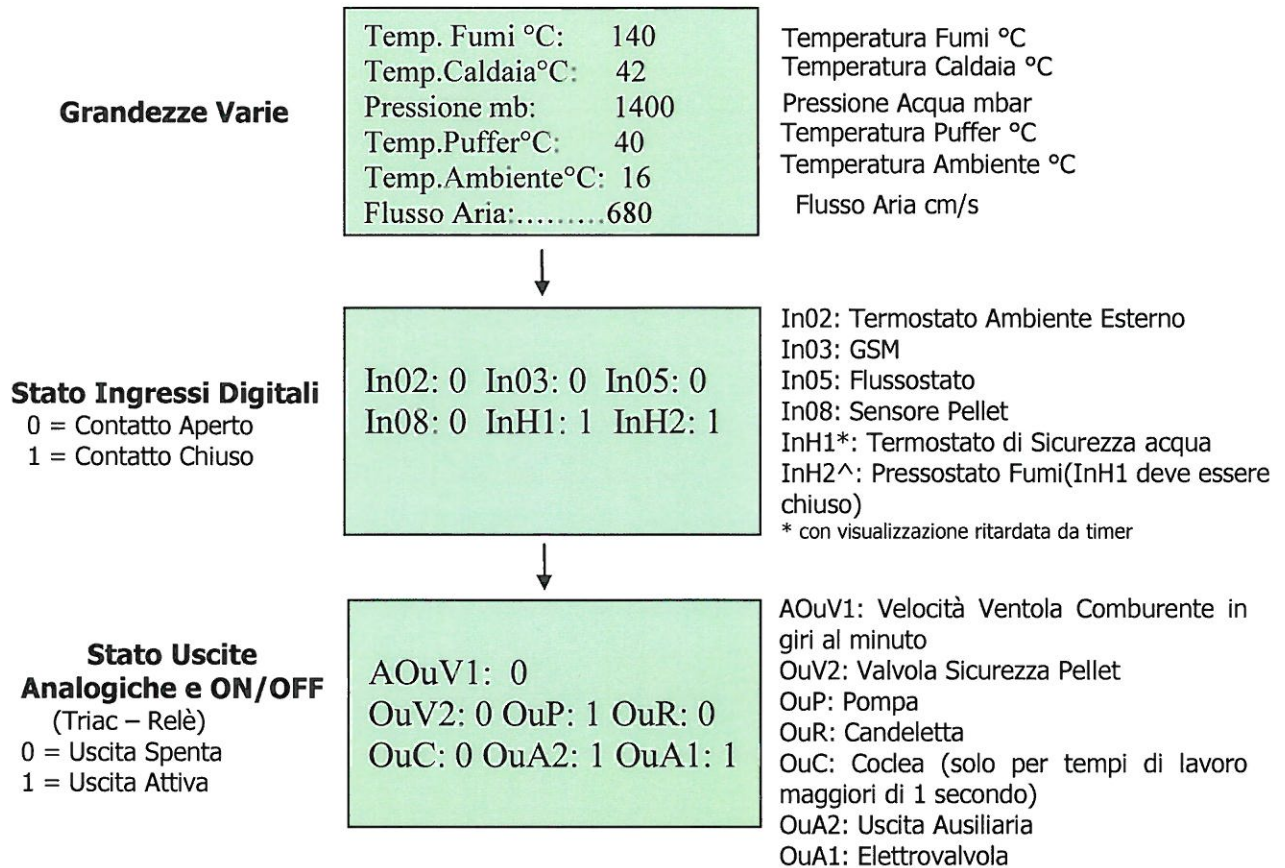 Grandezze Varie
Temp. Fumi °C: 140
Temp.Caldaia°C: 42
Pressione mb: 1400
Temp.Puffer°C: 40
Temp.Ambiente°C: 16
Flusso Aria:.........680
Temperatura Fumi °C
Temperatura Caldaia °C
Pressione Acqua mbar
Temperatura Puffer °C
Temperatura Ambiente °C
Flusso Aria cm/s
Stato Ingressi Digitali
0 = Contatto Aperto
1 = Contatto Chiuso
In02: 0 In03: 0 In05: 0
In08: 0 InH1: 1 InH2: 1
In02: Termostato Ambiente Esterno
In03: GSM
In05: Flussostato
In08: Sensore Pellet
InH1*: Termostato di Sicurezza acqua
InH2^: Pressostato Fumi(InH1 deve essere
chiuso)
* con visualizzazione ritardata da timer
Stato Uscite
Analogiche e ON/OFF
(Triac – Relè)
0 = Uscita Spenta
1 = Uscita Attiva
AOuV1: 0
OuV2: 0 OuP: 1 OuR: 0
OuC: 0 OuA2: 1 OuA1: 1
AOuV1: Velocità Ventola Comburente in
giri al minuto
OuV2: Valvola Sicurezza Pellet
OuP: Pompa
OuR: Candeletta
OuC: Coclea (solo per tempi di lavoro
maggiori di 1 secondo)
OuA2: Uscita Ausiliaria
OuA1: Elettrovalvola